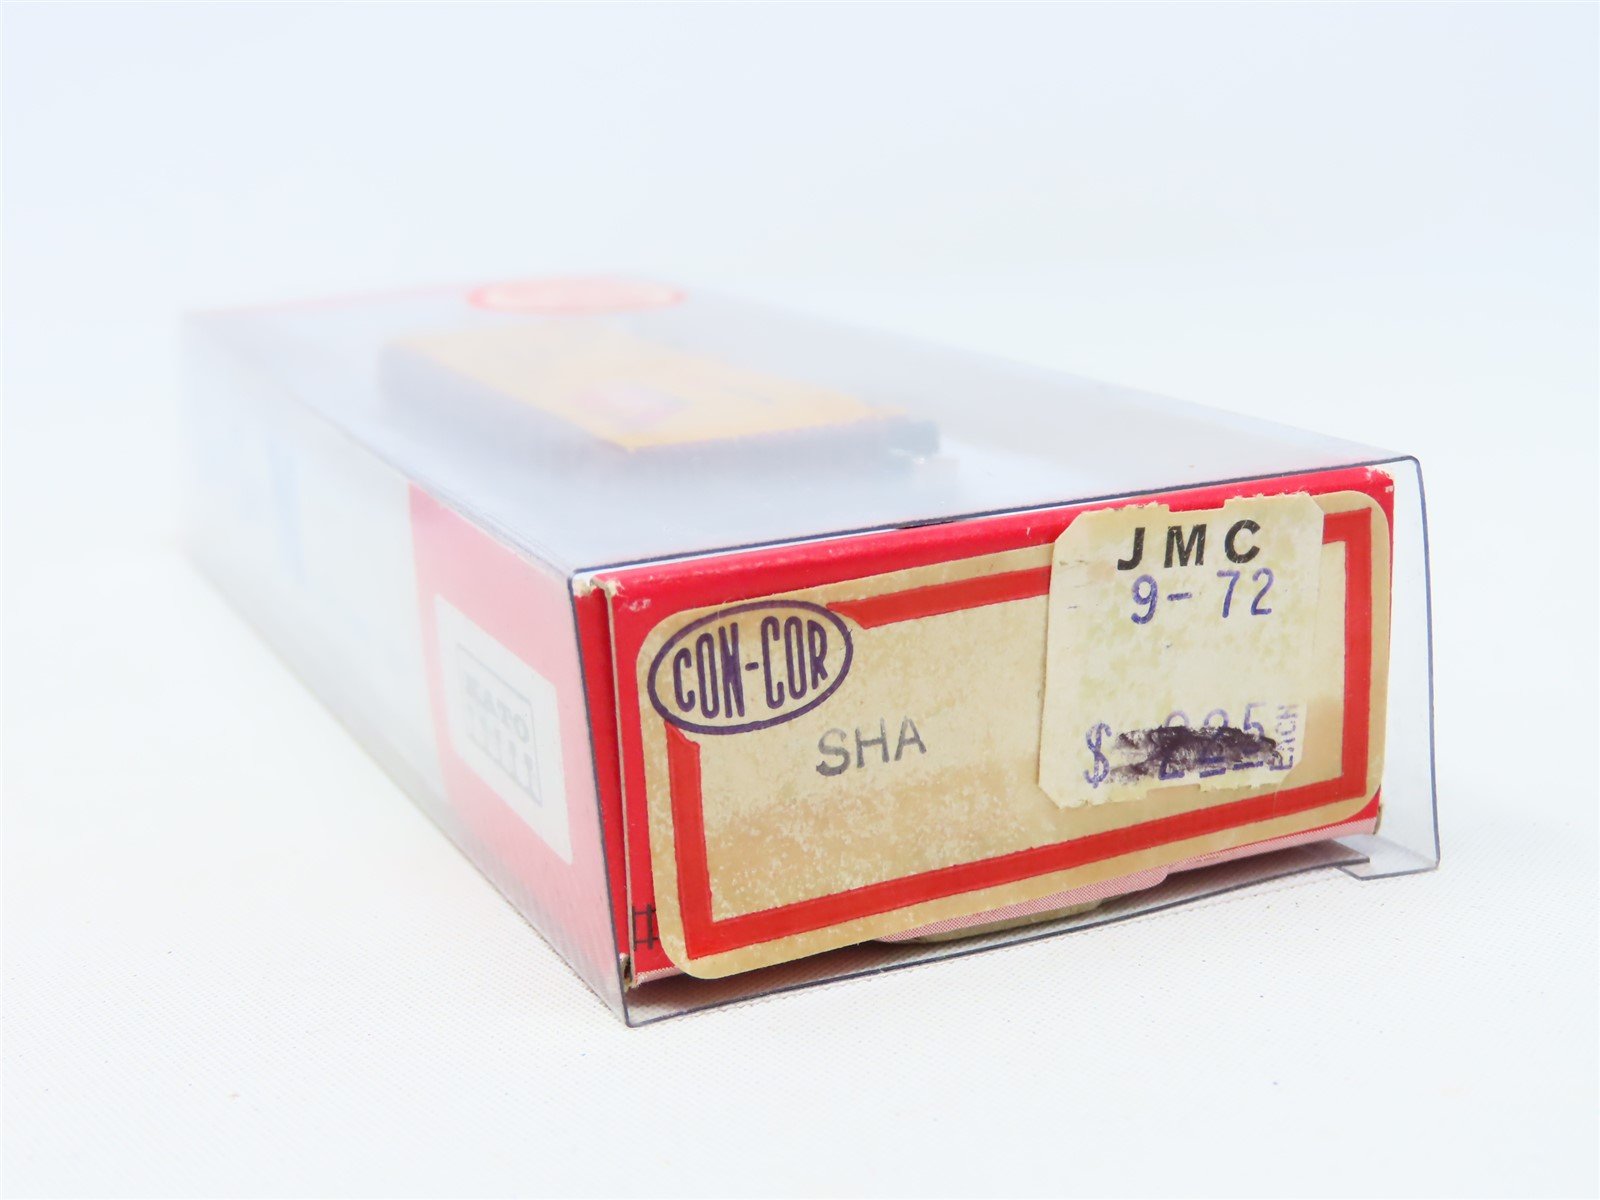 CON-COR
SHA
JMC
9-72
$
EACH
KATO